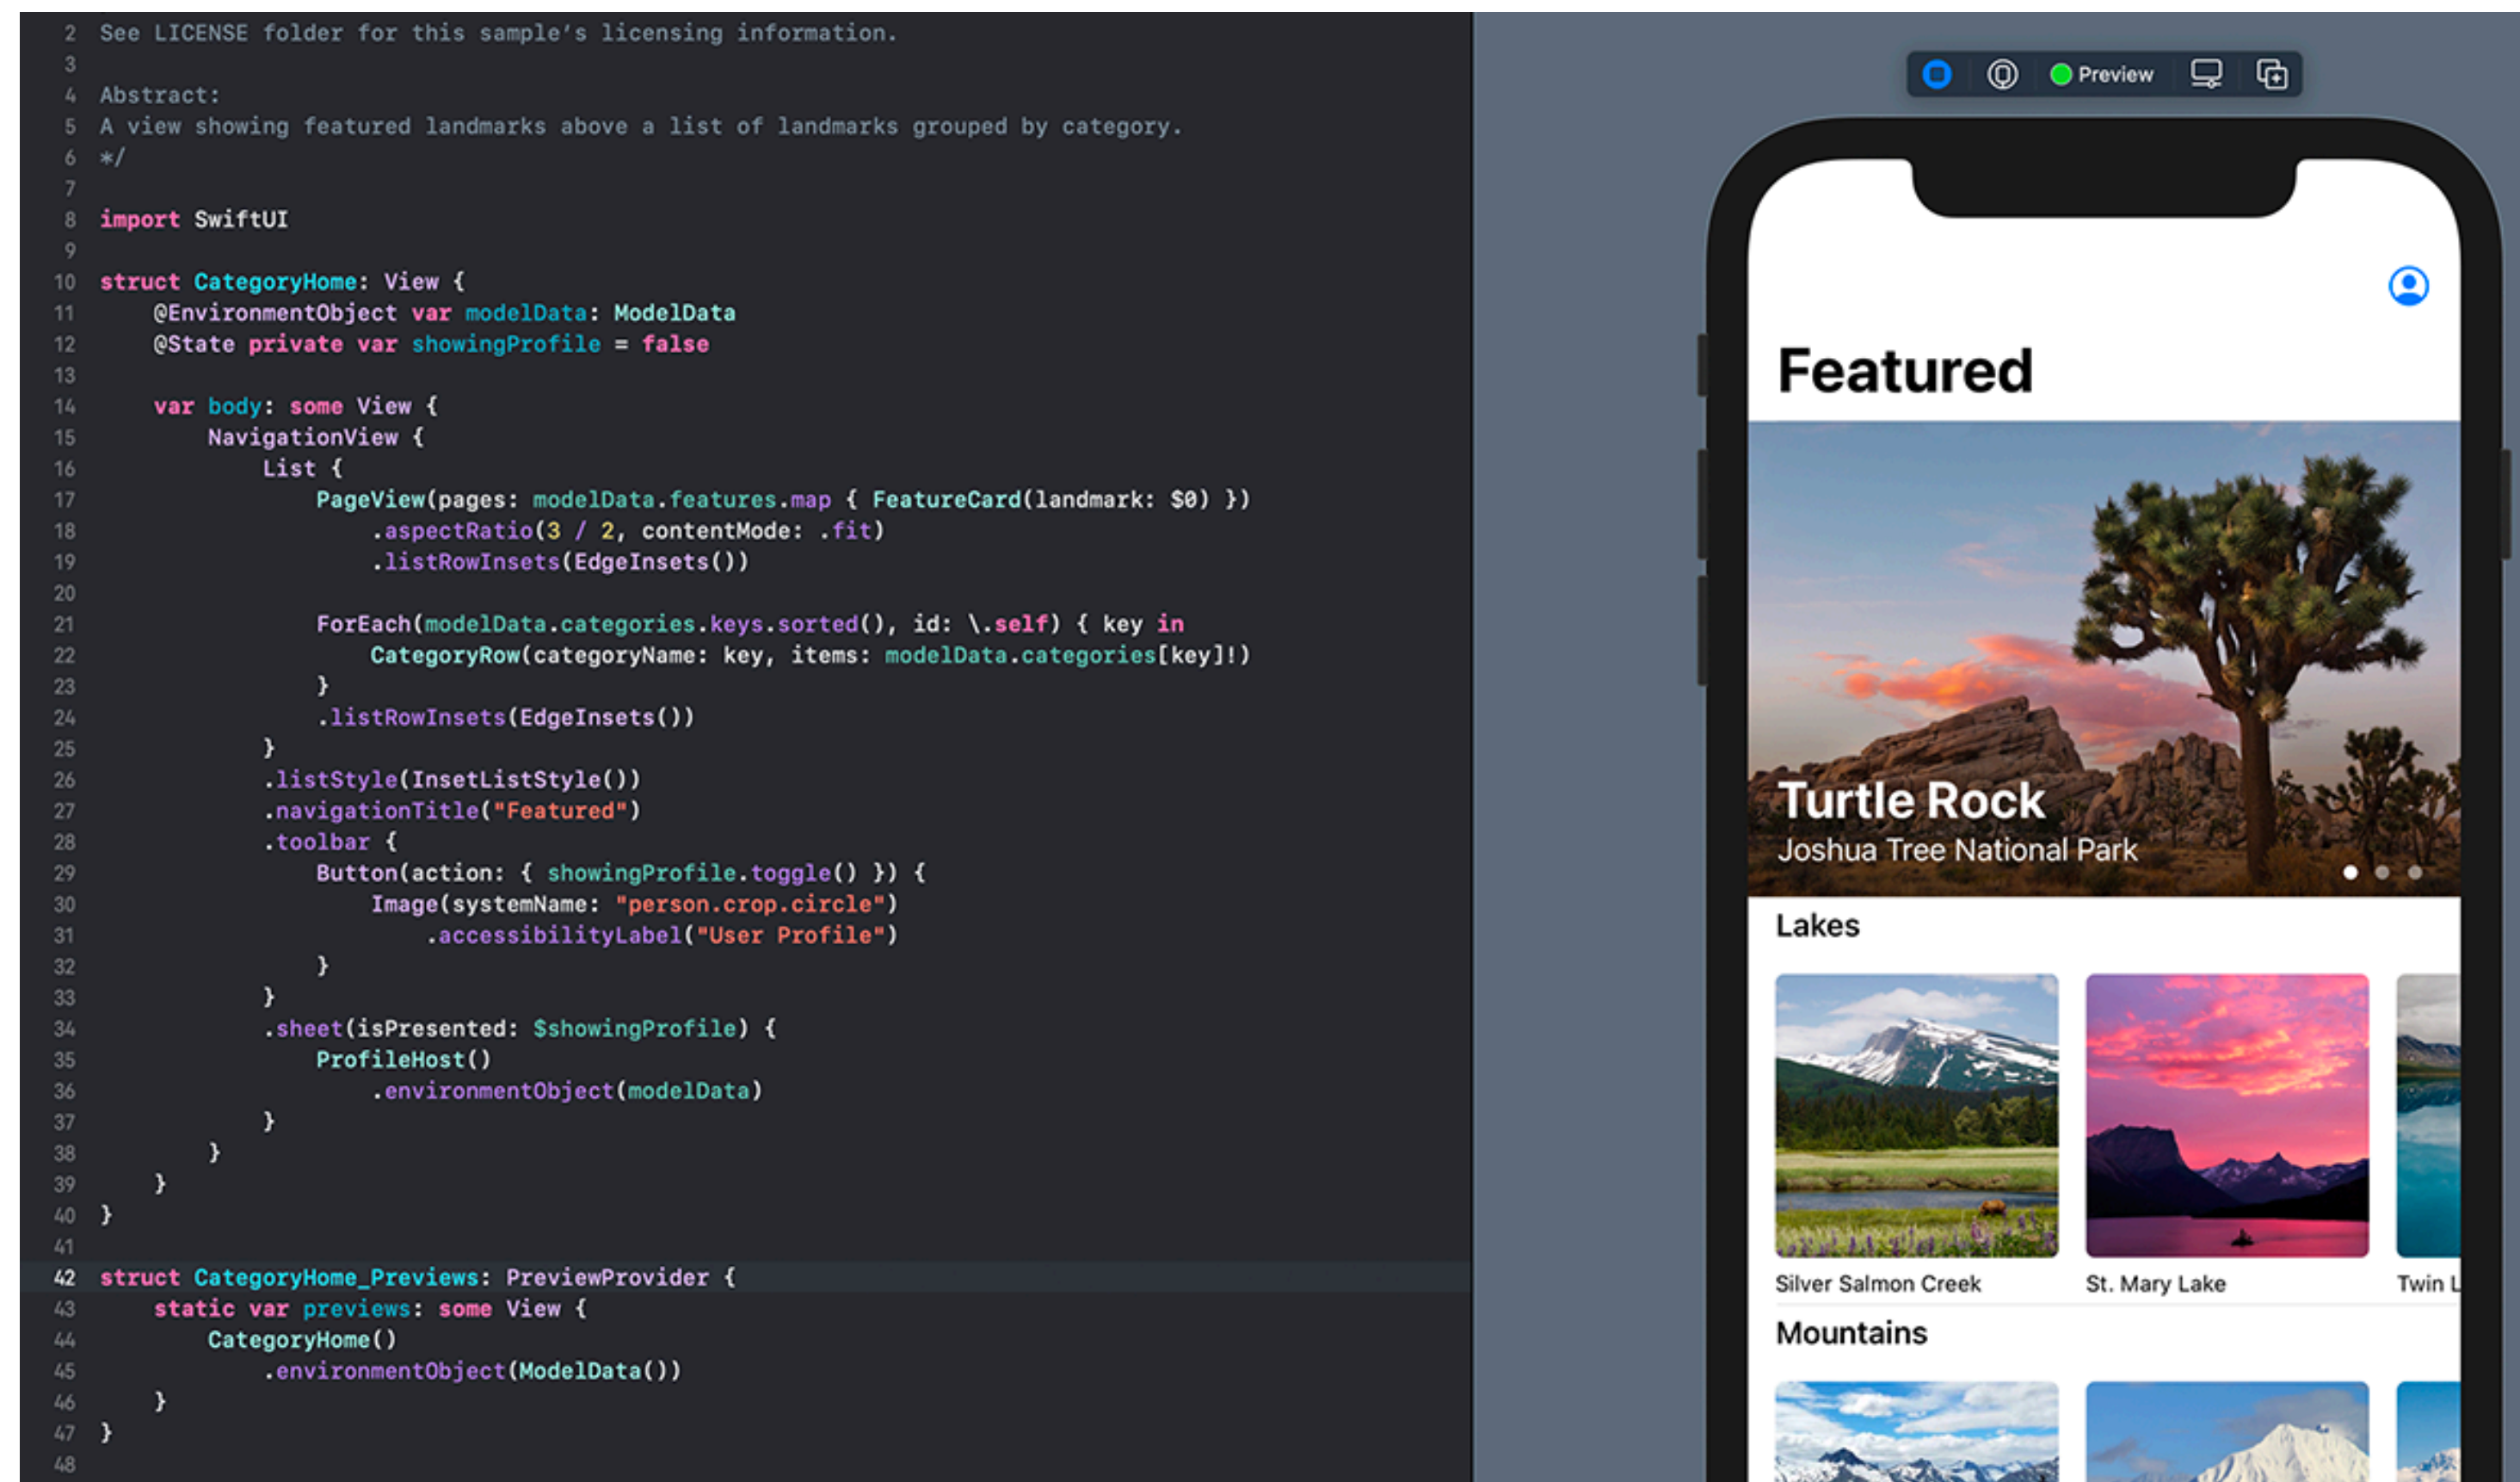 2 See LICENSE folder for this sample’s licensing information.
3
4 Abstract:
5 A view showing featured landmarks above a list of landmarks grouped by category.
6 */
7
8 import SwiftUI
9
10 struct CategoryHome: View {
11     @EnvironmentObject var modelData: ModelData
12     @State private var showingProfile = false
13
14     var body: some View {
15         NavigationView {
16             List {
17                 PageView(pages: modelData.features.map { FeatureCard(landmark: $0) })
18                     .aspectRatio(3 / 2, contentMode: .fit)
19                     .listRowInsets(EdgeInsets())
20
21                 ForEach(modelData.categories.keys.sorted(), id: \.self) { key in
22                     CategoryRow(categoryName: key, items: modelData.categories[key]!)
23                 }
24                 .listRowInsets(EdgeInsets())
25             }
26             .listStyle(InsetListStyle())
27             .navigationTitle("Featured")
28             .toolbar {
29                 Button(action: { showingProfile.toggle() }) {
30                     Image(systemName: "person.crop.circle")
31                         .accessibilityLabel("User Profile")
32                 }
33             }
34             .sheet(isPresented: $showingProfile) {
35                 ProfileHost()
36                     .environmentObject(modelData)
37             }
38         }
39     }
40 }
41
42 struct CategoryHome_Previews: PreviewProvider {
43     static var previews: some View {
44         CategoryHome()
45             .environmentObject(ModelData())
46     }
47 }
48
Preview
Featured
Turtle Rock
Joshua Tree National Park
Lakes
Silver Salmon Creek
St. Mary Lake
Twin L
Mountains